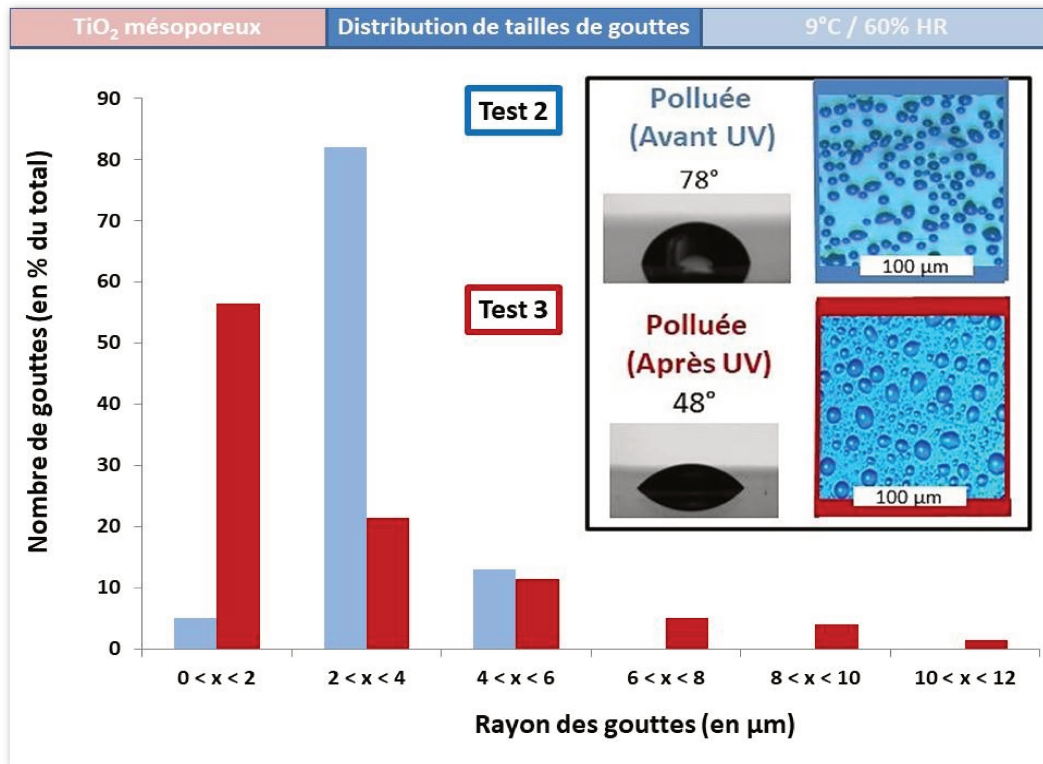 TiO₂ mésoporeux
Distribution de tailles de gouttes
9°C / 60% HR
Nombre de gouttes (en % du total)
90
80
70
60
50
40
30
20
10
0
Test 2
Polluée
(Avant UV)
78°
100 µm
Test 3
Polluée
(Après UV)
48°
100 µm
0 < x < 2
2 < x < 4
4 < x < 6
6 < x < 8
8 < x < 10
10 < x < 12
Rayon des gouttes (en µm)